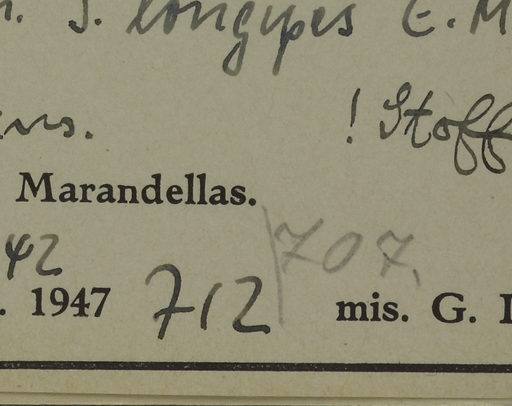 S. longipes E. M
! Stoff
Marandellas.
42 707.
. 1947 712 mis. G.